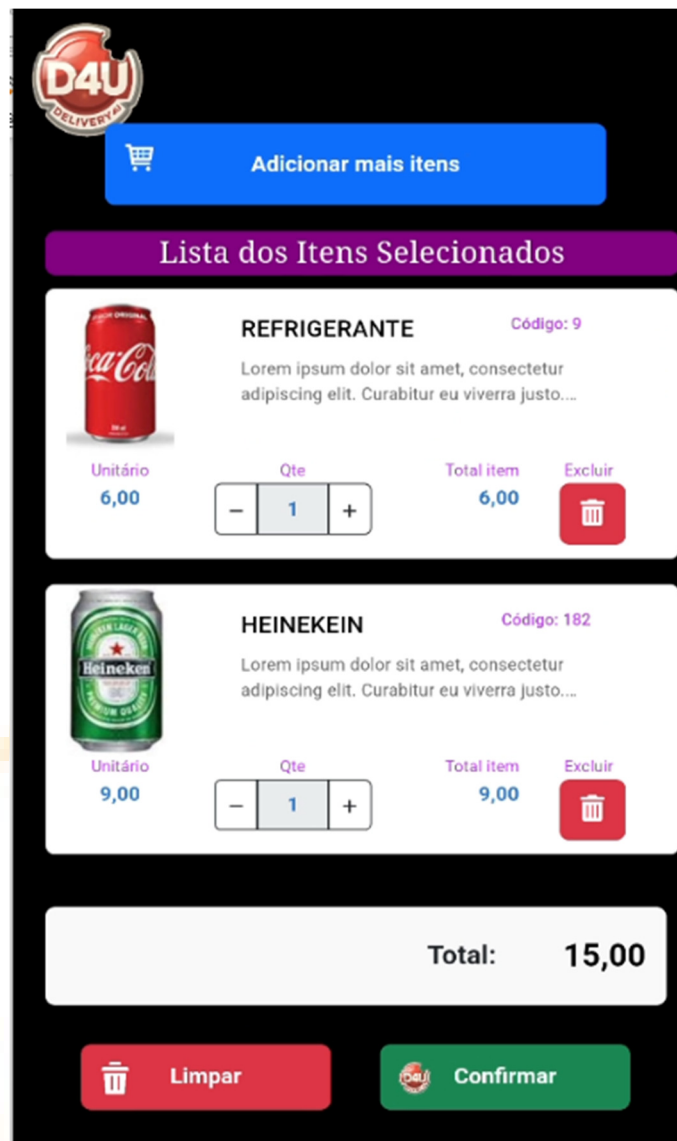 D4U
DELIVERY
Adicionar mais itens
Lista dos Itens Selecionados
REFRIGERANTE
Código: 9
Lorem ipsum dolor sit amet, consectetur
adipiscing elit. Curabitur eu viverra justo....
Unitário
Qte
Total item
Excluir
6,00
− 1 +
6,00
HEINEKEIN
Código: 182
Heineken
Lorem ipsum dolor sit amet, consectetur
adipiscing elit. Curabitur eu viverra justo....
Unitário
Qte
Total item
Excluir
9,00
− 1 +
9,00
Total: 15,00
Limpar
D4U
Confirmar